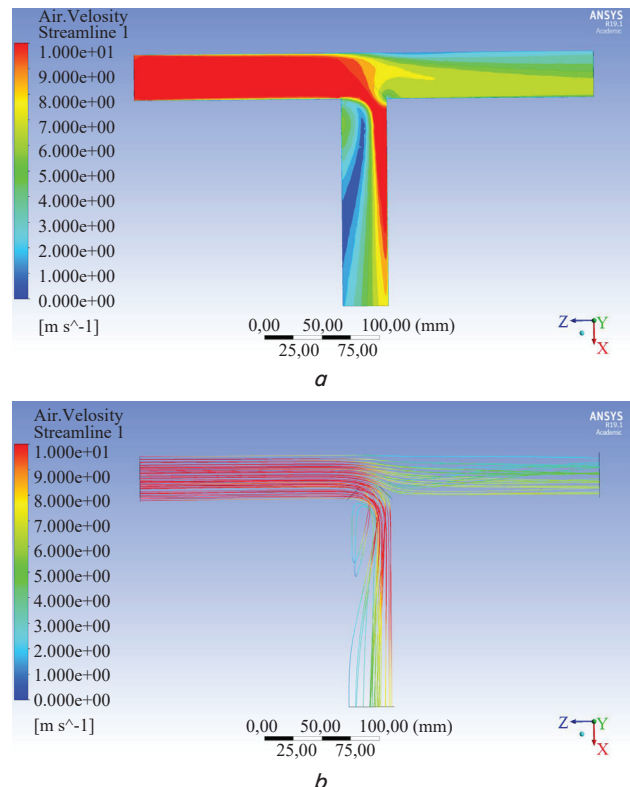 Air.Velosity
Streamline 1
1.000e+01
9.000e+00
8.000e+00
7.000e+00
6.000e+00
5.000e+00
4.000e+00
3.000e+00
2.000e+00
1.000e+00
0.000e+00
[m s^-1]
ANSYS
R19.1
Academic
0,00 50,00 100,00 (mm)
25,00 75,00
Z Y
X
a
Air.Velosity
Streamline 1
1.000e+01
9.000e+00
8.000e+00
7.000e+00
6.000e+00
5.000e+00
4.000e+00
3.000e+00
2.000e+00
1.000e+00
0.000e+00
[m s^-1]
ANSYS
R19.1
Academic
0,00 50,00 100,00 (mm)
25,00 75,00
Z Y
X
b